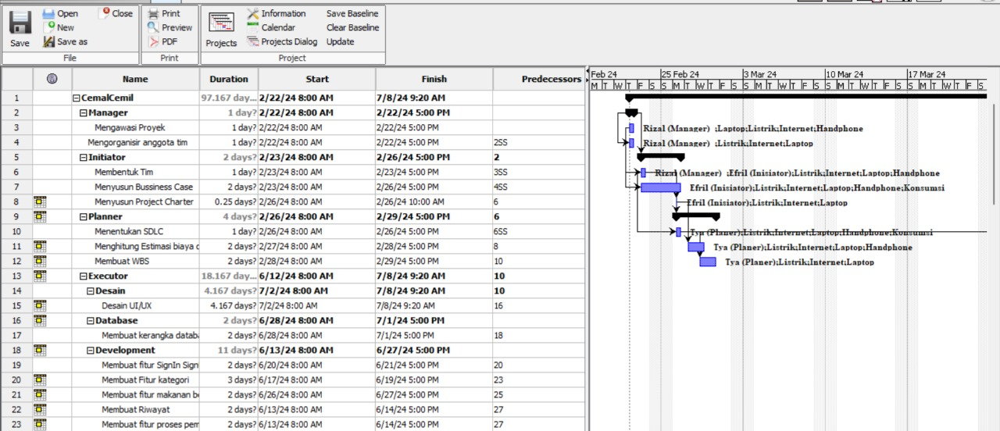 Open Close Print Information Save Baseline
New Preview Calendar Clear Baseline
Save Save as PDF Projects Projects Dialog Update
File Print Project
Name Duration Start Finish Predecessors
Feb 24 25 Feb 24 3 Mar 24 10 Mar 24 17 Mar 24
M T W T F S S M T W T F S S M T W T F S S M T W T F S S M T W T F S
1 CemalCemil 97.167 day... 2/22/24 8:00 AM 7/8/24 9:20 AM
2 Manager 1 day? 2/22/24 8:00 AM 2/22/24 5:00 PM
3 Mengawasi Proyek 1 day? 2/22/24 8:00 AM 2/22/24 5:00 PM Rizal (Manager) ;Laptop;Listrik;Internet;Handphone
4 Mengorganisir anggota tim 1 day? 2/22/24 8:00 AM 2/22/24 5:00 PM 2SS Rizal (Manager) ;Listrik;Internet;Laptop
5 Initiator 2 days? 2/23/24 8:00 AM 2/26/24 5:00 PM 2
6 Membentuk Tim 1 day? 2/23/24 8:00 AM 2/23/24 5:00 PM 3SS Rizal (Manager) ;Efril (Inisiator);Listrik;Internet;Laptop;Handphone
7 Menyusun Bussiness Case 2 days? 2/23/24 8:00 AM 2/26/24 5:00 PM 4SS Efril (Inisiator);Listrik;Internet;Laptop;Handphone;Konsumsi
8 Menyusun Project Charter 0.25 days? 2/26/24 8:00 AM 2/26/24 10:00 AM 6 Efril (Inisiator);Listrik;Internet;Laptop
9 Planner 4 days? 2/26/24 8:00 AM 2/29/24 5:00 PM 6
10 Menentukan SDLC 1 day? 2/26/24 8:00 AM 2/26/24 5:00 PM 6SS Tya (Planer);Listrik;Internet;Laptop;Handphone;Konsumsi
11 Menghitung Estimasi biaya d 2 days? 2/27/24 8:00 AM 2/28/24 5:00 PM 8 Tya (Planer);Listrik;Internet;Laptop;Handphone
12 Membuat WBS 2 days? 2/28/24 8:00 AM 2/29/24 5:00 PM 10 Tya (Planer);Listrik;Internet;Laptop
13 Executor 18.167 day... 6/12/24 8:00 AM 7/8/24 9:20 AM 10
14 Desain 4.167 days? 7/2/24 8:00 AM 7/8/24 9:20 AM 10
15 Desain UI/UX 4.167 days? 7/2/24 8:00 AM 7/8/24 9:20 AM 16
16 Database 2 days? 6/28/24 8:00 AM 7/1/24 5:00 PM
17 Membuat kerangka databa 2 days? 6/28/24 8:00 AM 7/1/24 5:00 PM 18
18 Development 11 days? 6/13/24 8:00 AM 6/27/24 5:00 PM
19 Membuat fitur SignIn Sign 2 days? 6/20/24 8:00 AM 6/21/24 5:00 PM 20
20 Membuat Fitur kategori 3 days? 6/17/24 8:00 AM 6/19/24 5:00 PM 23
21 Membuat fitur makanan be 2 days? 6/26/24 8:00 AM 6/27/24 5:00 PM 25
22 Membuat Riwayat 2 days? 6/13/24 8:00 AM 6/14/24 5:00 PM 27
23 Membuat fitur proses pem 2 days? 6/13/24 8:00 AM 6/14/24 5:00 PM 27